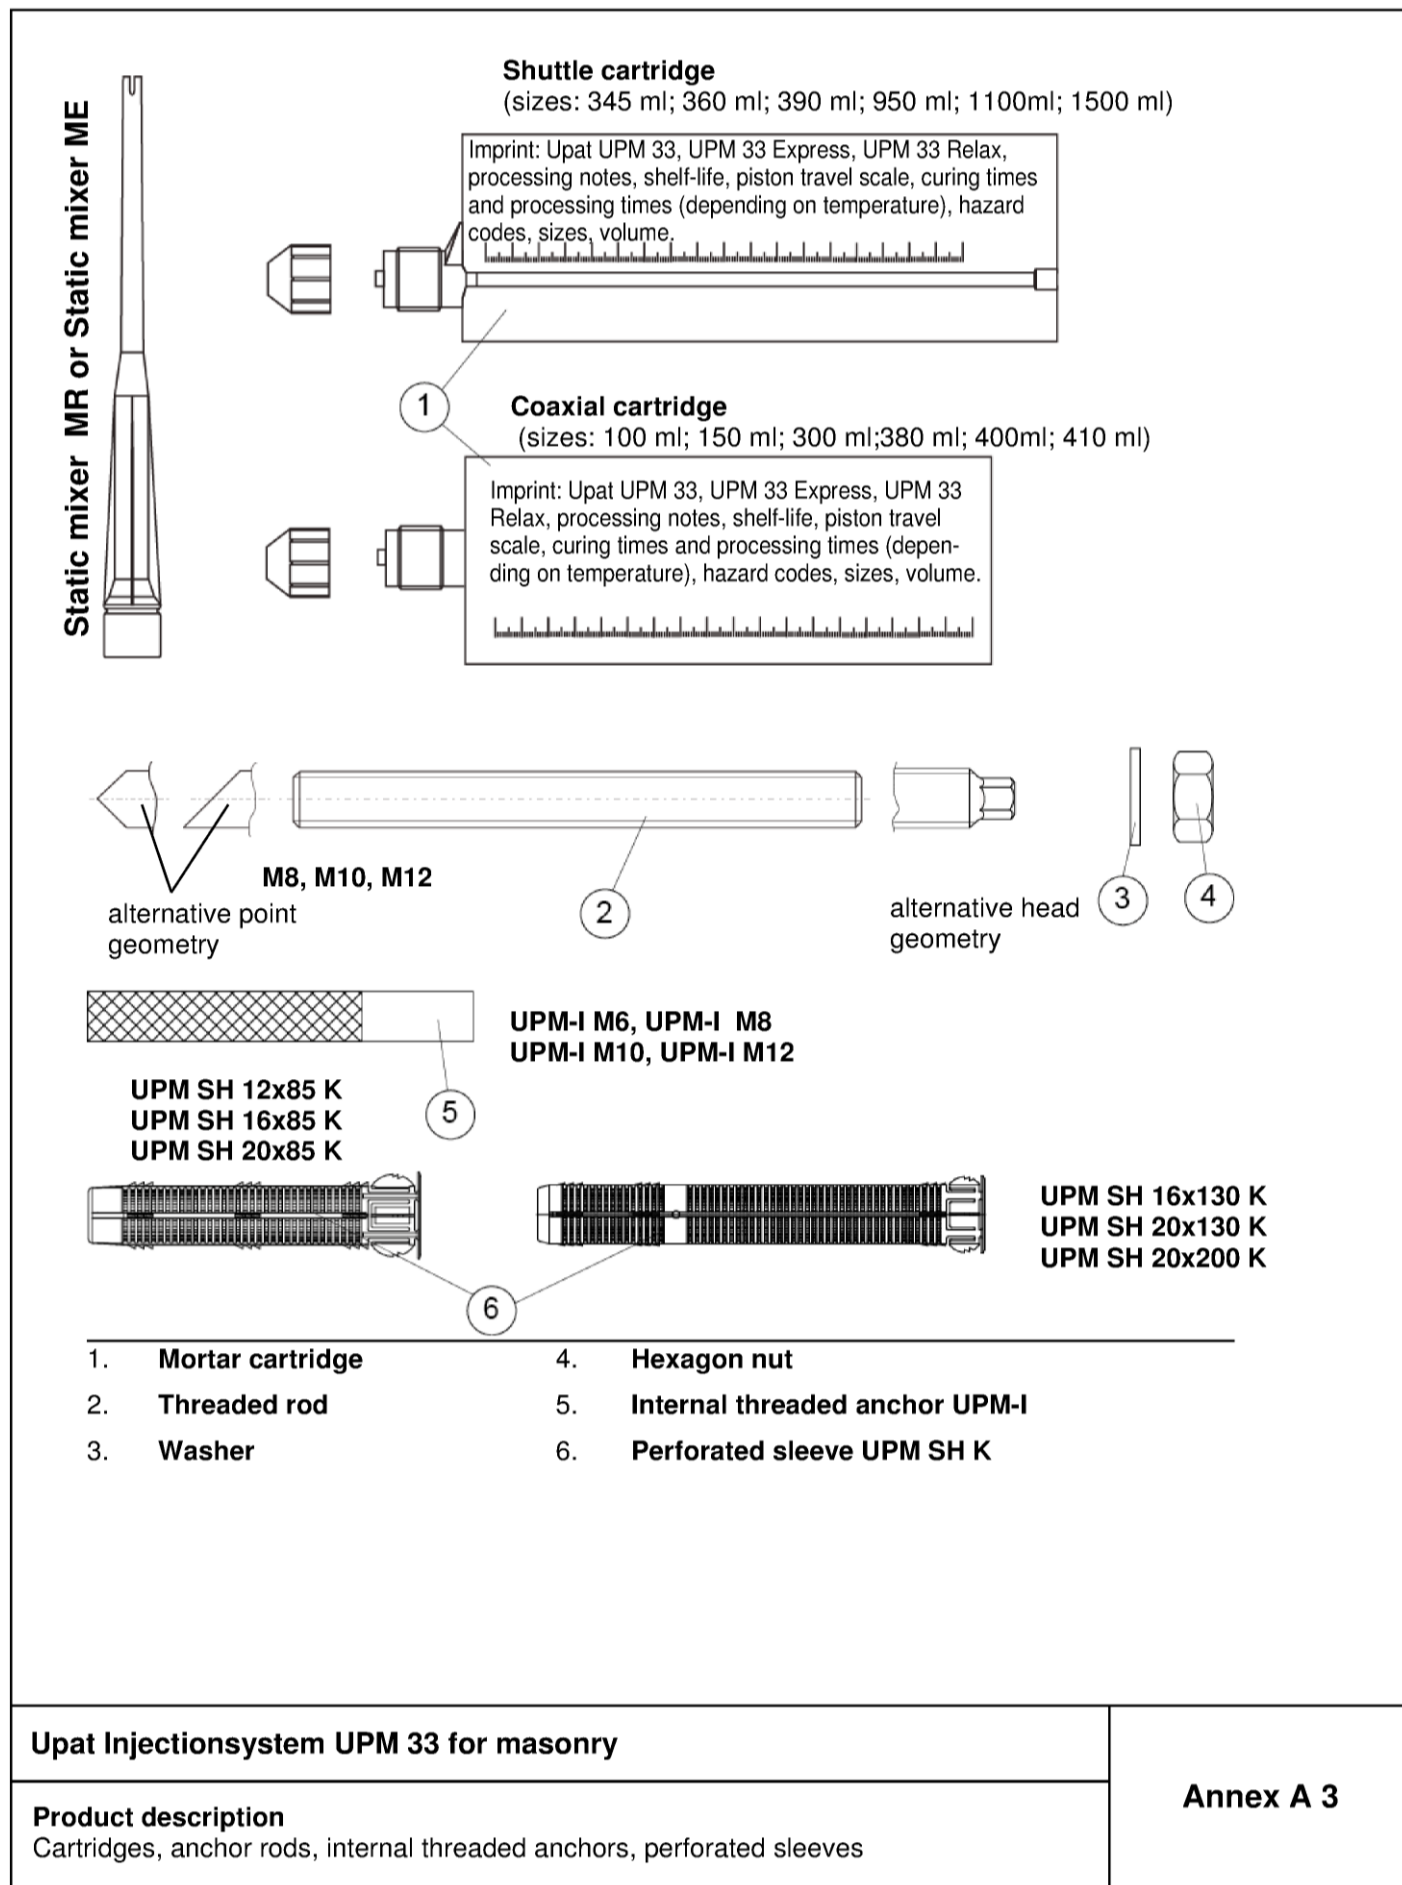 Static mixer  MR or Static mixer ME
Shuttle cartridge
(sizes: 345 ml; 360 ml; 390 ml; 950 ml; 1100ml; 1500 ml)
Imprint: Upat UPM 33, UPM 33 Express, UPM 33 Relax,
processing notes, shelf-life, piston travel scale, curing times
and processing times (depending on temperature), hazard
codes, sizes, volume.
1
Coaxial cartridge
(sizes: 100 ml; 150 ml; 300 ml;380 ml; 400ml; 410 ml)
Imprint: Upat UPM 33, UPM 33 Express, UPM 33
Relax, processing notes, shelf-life, piston travel
scale, curing times and processing times (depen-
ding on temperature), hazard codes, sizes, volume.
M8, M10, M12
alternative point
geometry
2
alternative head
geometry
3
4
UPM-I M6, UPM-I  M8
UPM-I M10, UPM-I M12
UPM SH 12x85 K
UPM SH 16x85 K
UPM SH 20x85 K
5
UPM SH 16x130 K
UPM SH 20x130 K
UPM SH 20x200 K
6
1. Mortar cartridge
2. Threaded rod
3. Washer
4. Hexagon nut
5. Internal threaded anchor UPM-I
6. Perforated sleeve UPM SH K
Upat Injectionsystem UPM 33 for masonry
Product description
Cartridges, anchor rods, internal threaded anchors, perforated sleeves
Annex A 3